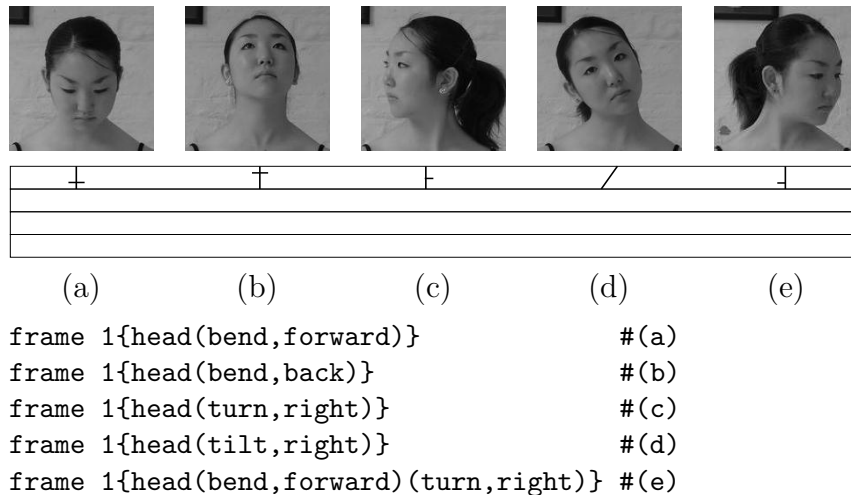 (a) (b) (c) (d) (e)
frame 1{head(bend,forward)} #(a)
frame 1{head(bend,back)} #(b)
frame 1{head(turn,right)} #(c)
frame 1{head(tilt,right)} #(d)
frame 1{head(bend,forward)(turn,right)} #(e)